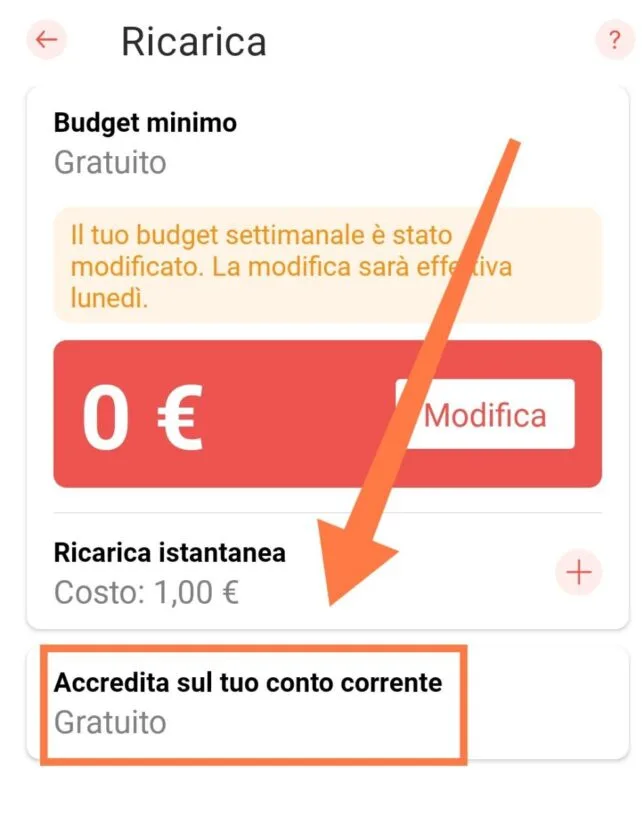 Ricarica
?
Budget minimo
Gratuito
Il tuo budget settimanale è stato
modificato. La modifica sarà effettiva
lunedì.
0 €
Modifica
Ricarica istantanea
Costo: 1,00 €
Accredita sul tuo conto corrente
Gratuito